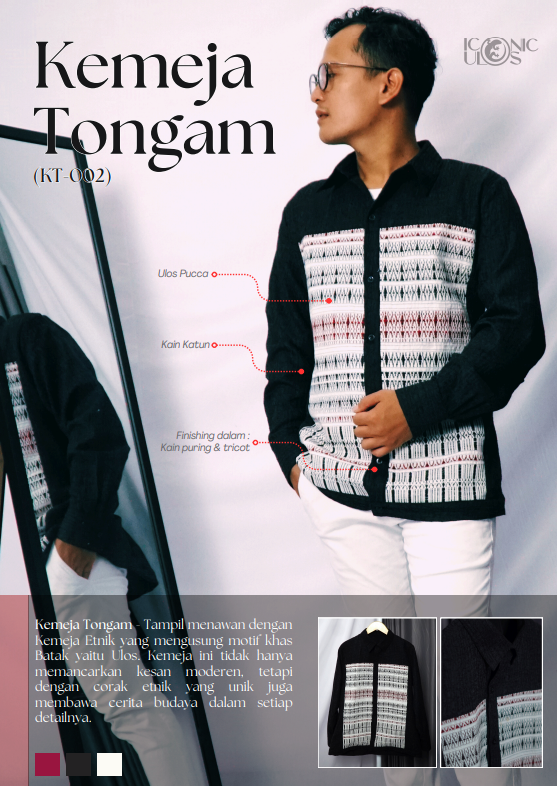 Kemeja
Tongam
(KT-002)
ICONIC
ULOS
Ulos Pucca
Kain Katun
Finishing dalam :
Kain puring & tricot
Kemeja Tongam - Tampil menawan dengan
Kemeja Etnik yang mengusung motif khas
Batak yaitu Ulos. Kemeja ini tidak hanya
memancarkan kesan moderen, tetapi
dengan corak etnik yang unik juga
membawa cerita budaya dalam setiap
detailnya.